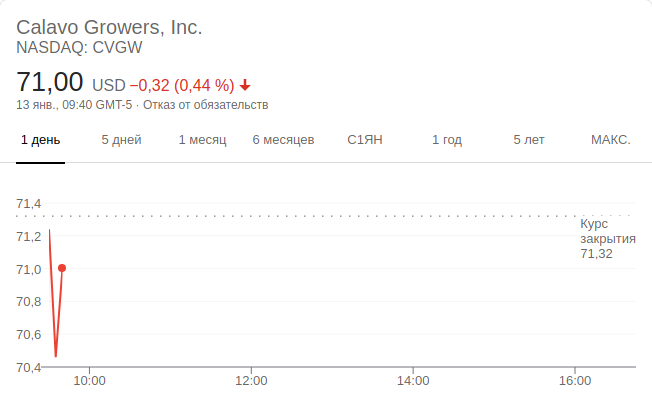 Calavo Growers, Inc.
NASDAQ: CVGW
71,00 USD −0,32 (0,44 %)
13 янв., 09:40 GMT-5 · Отказ от обязательств
1 день 5 дней 1 месяц 6 месяцев С1ЯН 1 год 5 лет МАКС.
71,4
Курс
71,2
закрытия
71,32
71,0
70,8
70,6
70,4
10:00 12:00 14:00 16:00